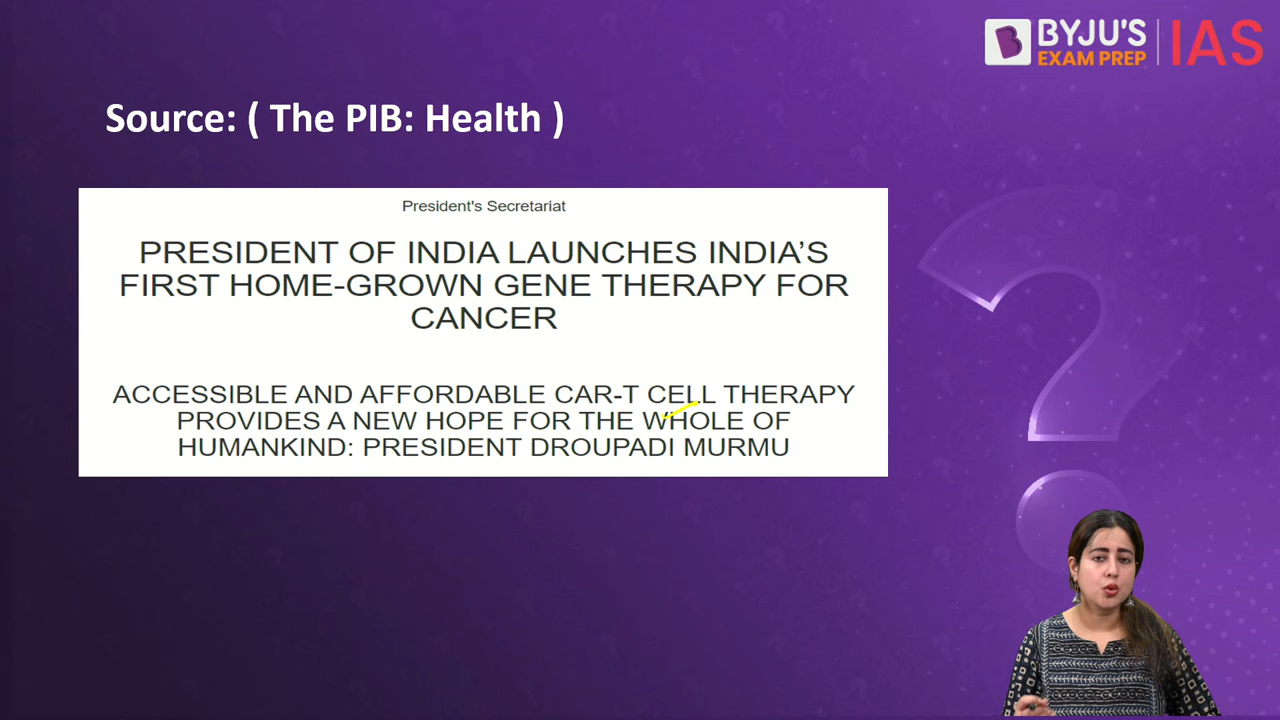 BYJU'S
EXAM PREP
IAS
Source: ( The PIB: Health )
President's Secretariat
PRESIDENT OF INDIA LAUNCHES INDIA’S
FIRST HOME-GROWN GENE THERAPY FOR
CANCER
ACCESSIBLE AND AFFORDABLE CAR-T CELL THERAPY
PROVIDES A NEW HOPE FOR THE WHOLE OF
HUMANKIND: PRESIDENT DROUPADI MURMU